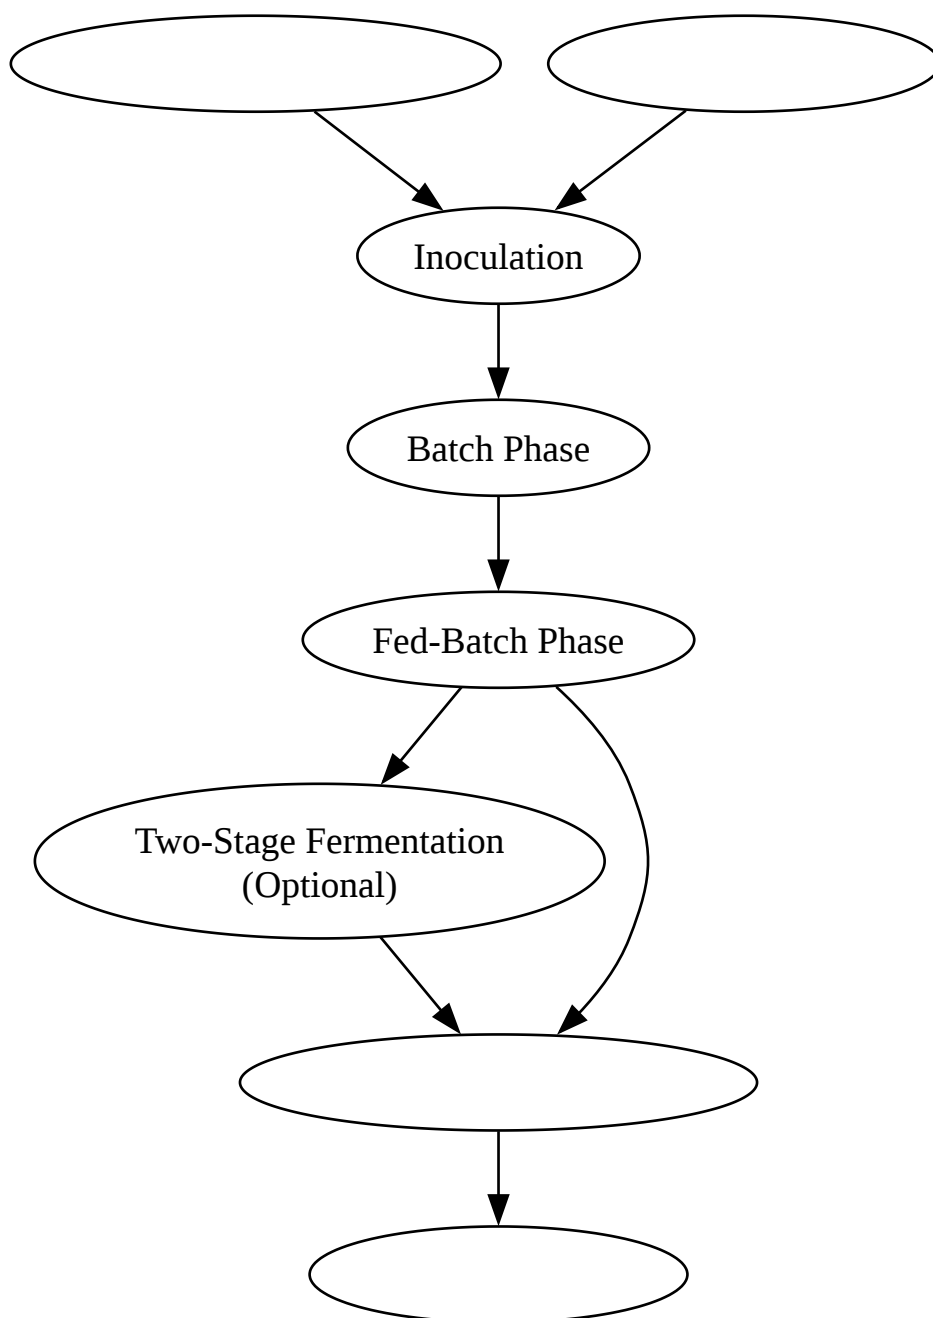 Inoculation
Batch Phase
Fed-Batch Phase
Two-Stage Fermentation
(Optional)